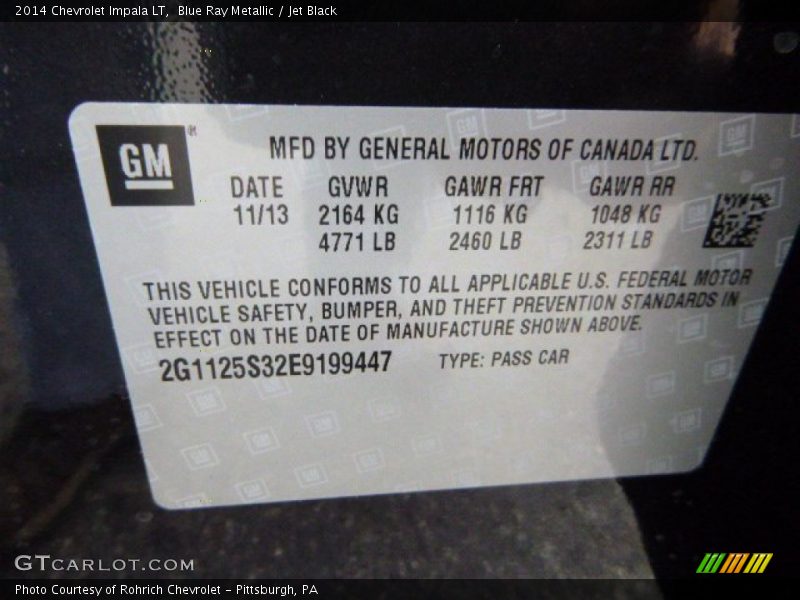 2014 Chevrolet Impala LT,  Blue Ray Metallic / Jet Black
GM
MFD BY GENERAL MOTORS OF CANADA LTD.
DATE GVWR GAWR FRT GAWR RR
11/13 2164 KG 1116 KG 1048 KG
4771 LB 2460 LB 2311 LB
THIS VEHICLE CONFORMS TO ALL APPLICABLE U.S. FEDERAL MOTOR
VEHICLE SAFETY, BUMPER, AND THEFT PREVENTION STANDARDS IN
EFFECT ON THE DATE OF MANUFACTURE SHOWN ABOVE.
2G1125S32E9199447 TYPE: PASS CAR
GTCARLOT.COM
Photo Courtesy of Rohrich Chevrolet - Pittsburgh, PA